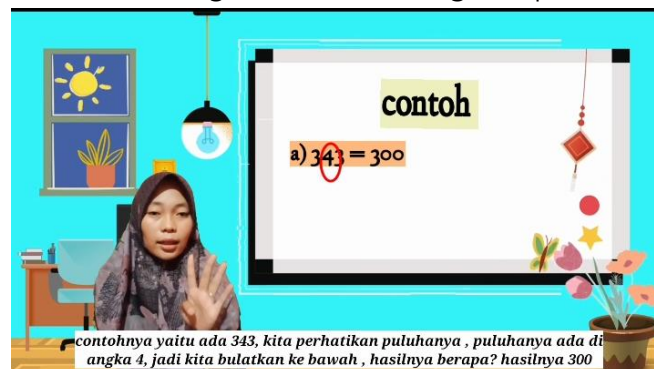 contoh
a) 343 = 300
contohnya yaitu ada 343, kita perhatikan puluhanya , puluhanya ada di
angka 4, jadi kita bulatkan ke bawah , hasilnya berapa? hasilnya 300